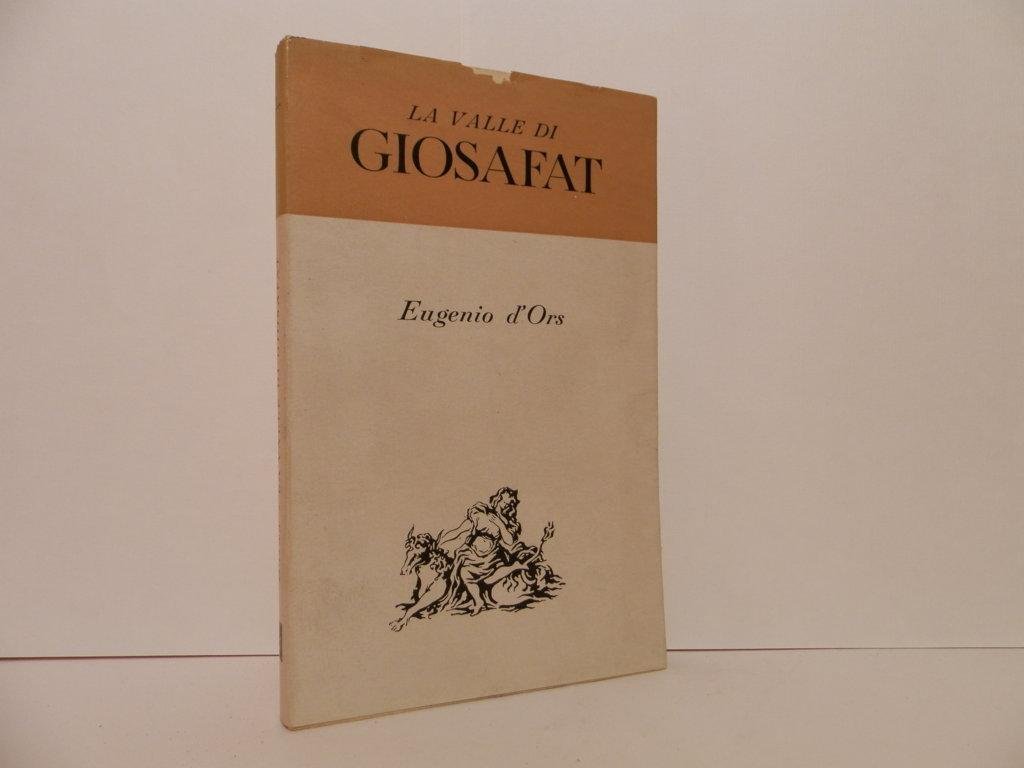 LA VALLE DI
GIOSAFAT
Eugenio d'Ors